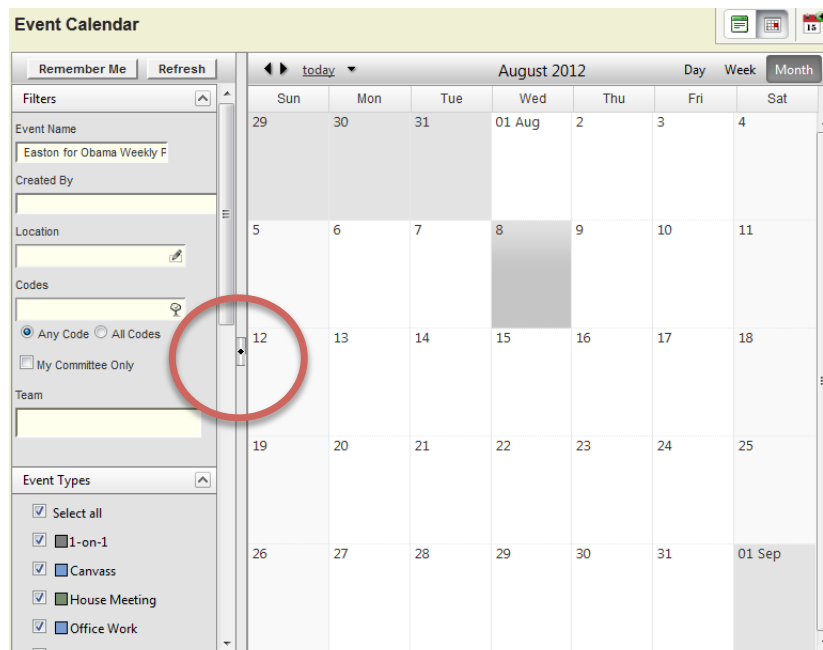 Event Calendar
15
Remember Me Refresh
today August 2012 Day Week Month
Filters
Sun Mon Tue Wed Thu Fri Sat
Event Name
Easton for Obama Weekly P
Created By
Location
Codes
Any Code All Codes
My Committee Only
Team
Event Types
Select all
1-on-1
Canvass
House Meeting
Office Work
29 30 31 01 Aug 2 3 4
5 6 7 8 9 10 11
12 13 14 15 16 17 18
19 20 21 22 23 24 25
26 27 28 29 30 31 01 Sep